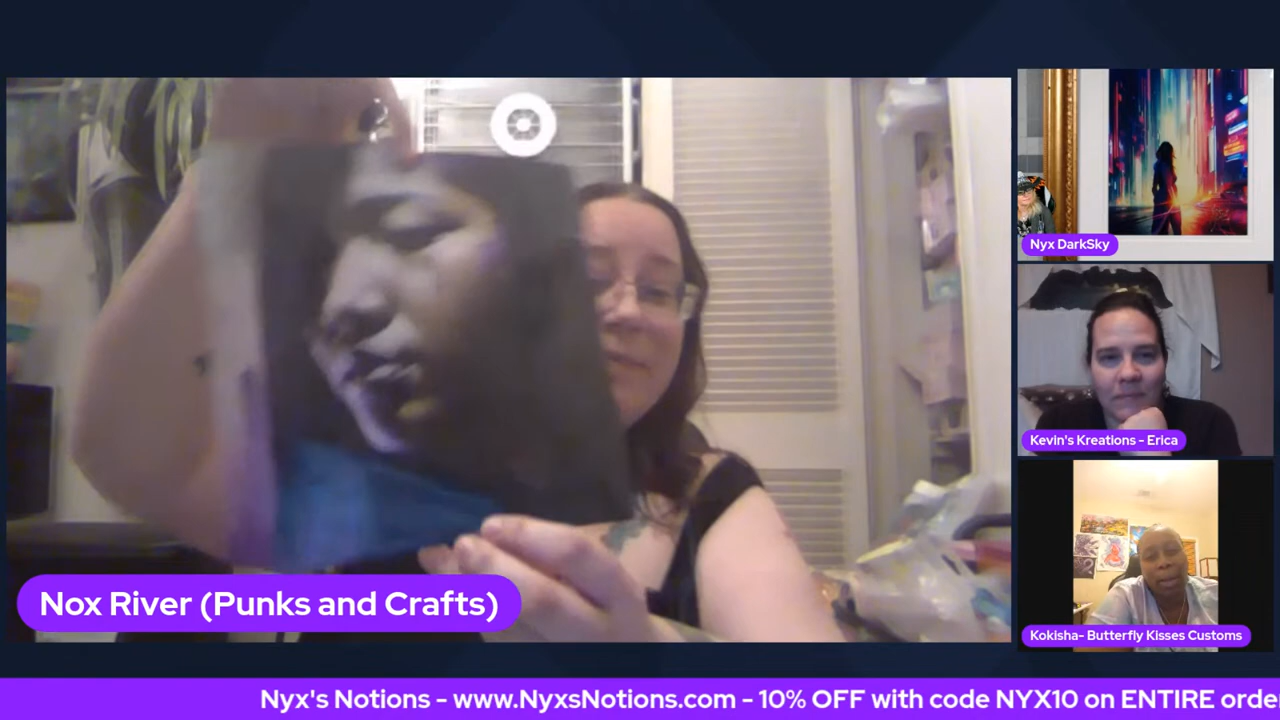 Nyx DarkSky
Kevin's Kreations - Erica
Nox River (Punks and Crafts)
Kokisha- Butterfly Kisses Customs
Nyx's Notions - www.NyxsNotions.com - 10% OFF with code NYX10 on ENTIRE orde